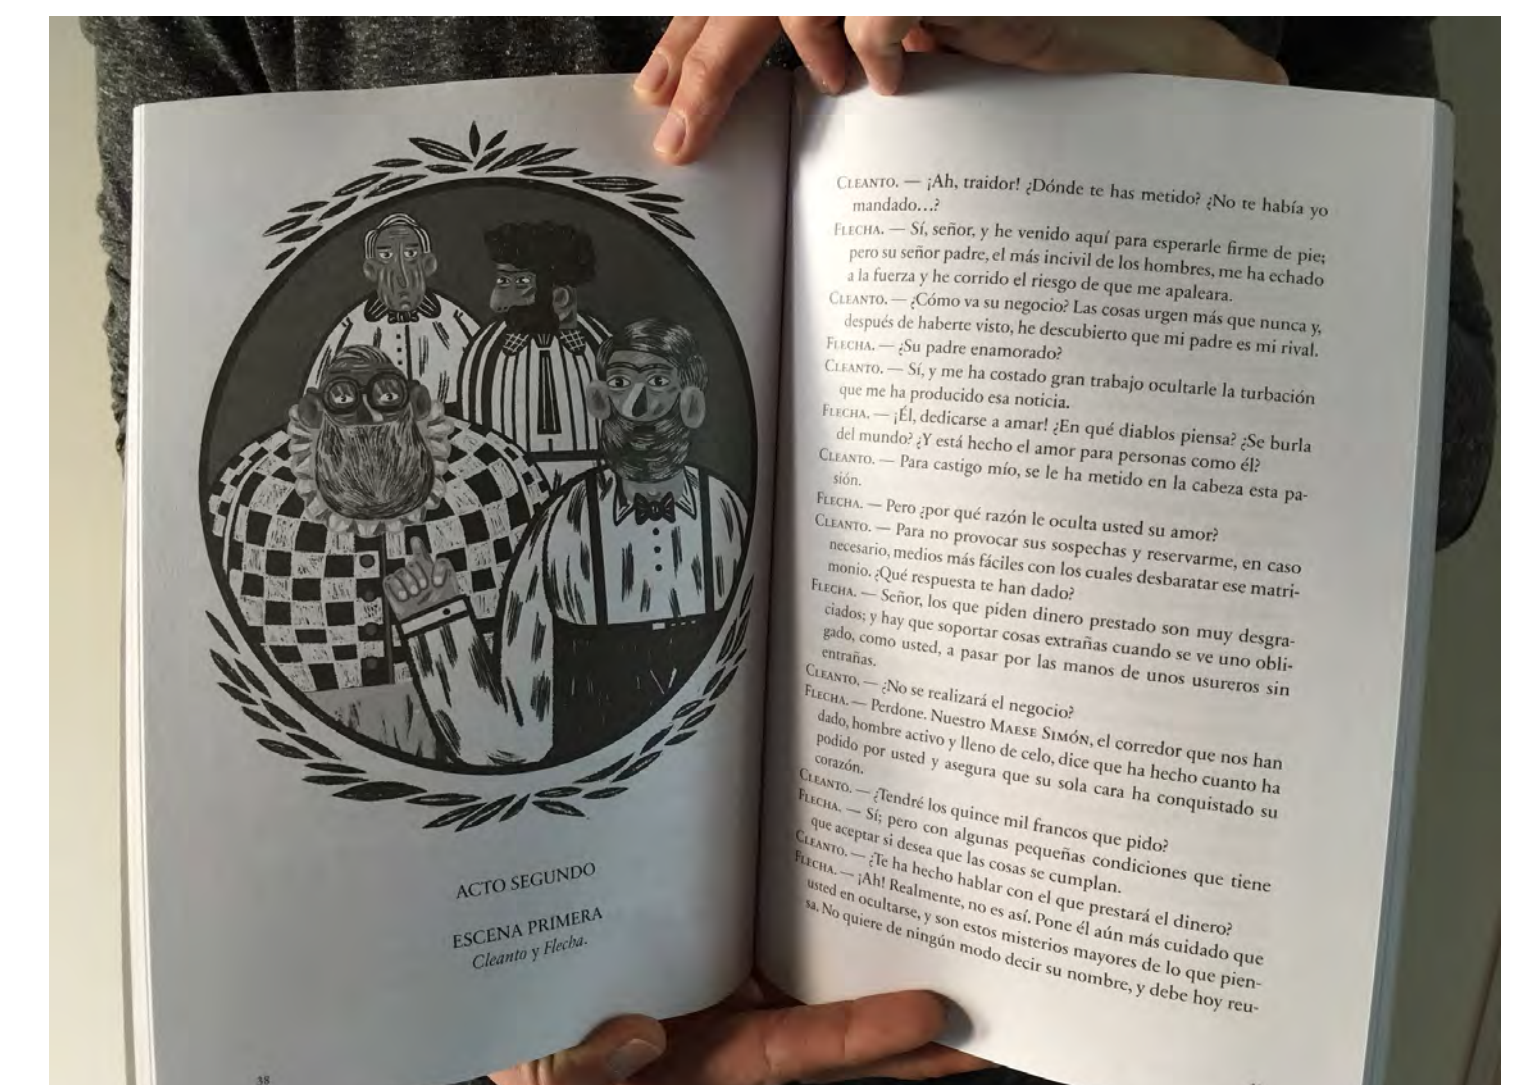 ACTO SEGUNDO
ESCENA PRIMERA
Cleanto y Flecha.
38
CLEANTO. — ¡Ah, traidor! ¿Dónde te has metido? ¿No te había yo
mandado…?
FLECHA. — Sí, señor, y he venido aquí para esperarle firme de pie;
pero su señor padre, el más incivil de los hombres, me ha echado
a la fuerza y he corrido el riesgo de que me apaleara.
CLEANTO. — ¿Cómo va su negocio? Las cosas urgen más que nunca y,
después de haberte visto, he descubierto que mi padre es mi rival.
FLECHA. — ¿Su padre enamorado?
CLEANTO. — Sí, y me ha costado gran trabajo ocultarle la turbación
que me ha producido esa noticia.
FLECHA. — ¡Él, dedicarse a amar! ¿En qué diablos piensa? ¿Se burla
del mundo? ¿Y está hecho el amor para personas como él?
CLEANTO. — Para castigo mío, se le ha metido en la cabeza esta pa-
sión.
FLECHA. — Pero ¿por qué razón le oculta usted su amor?
CLEANTO. — Para no provocar sus sospechas y reservarme, en caso
necesario, medios más fáciles con los cuales desbaratar ese matri-
monio. ¿Qué respuesta te han dado?
FLECHA. — Señor, los que piden dinero prestado son muy desgra-
ciados; y hay que soportar cosas extrañas cuando se ve uno obli-
gado, como usted, a pasar por las manos de unos usureros sin
entrañas.
CLEANTO. — ¿No se realizará el negocio?
FLECHA. — Perdone. Nuestro MAESE SIMÓN, el corredor que nos han
dado, hombre activo y lleno de celo, dice que ha hecho cuanto ha
podido por usted y asegura que su sola cara ha conquistado su
corazón.
CLEANTO. — ¿Tendré los quince mil francos que pido?
FLECHA. — Sí; pero con algunas pequeñas condiciones que tiene
que aceptar si desea que las cosas se cumplan.
CLEANTO. — ¿Te ha hecho hablar con el que prestará el dinero?
FLECHA. — ¡Ah! Realmente, no es así. Pone él aún más cuidado que
usted en ocultarse, y son estos misterios mayores de lo que pien-
sa. No quiere de ningún modo decir su nombre, y debe hoy reu-